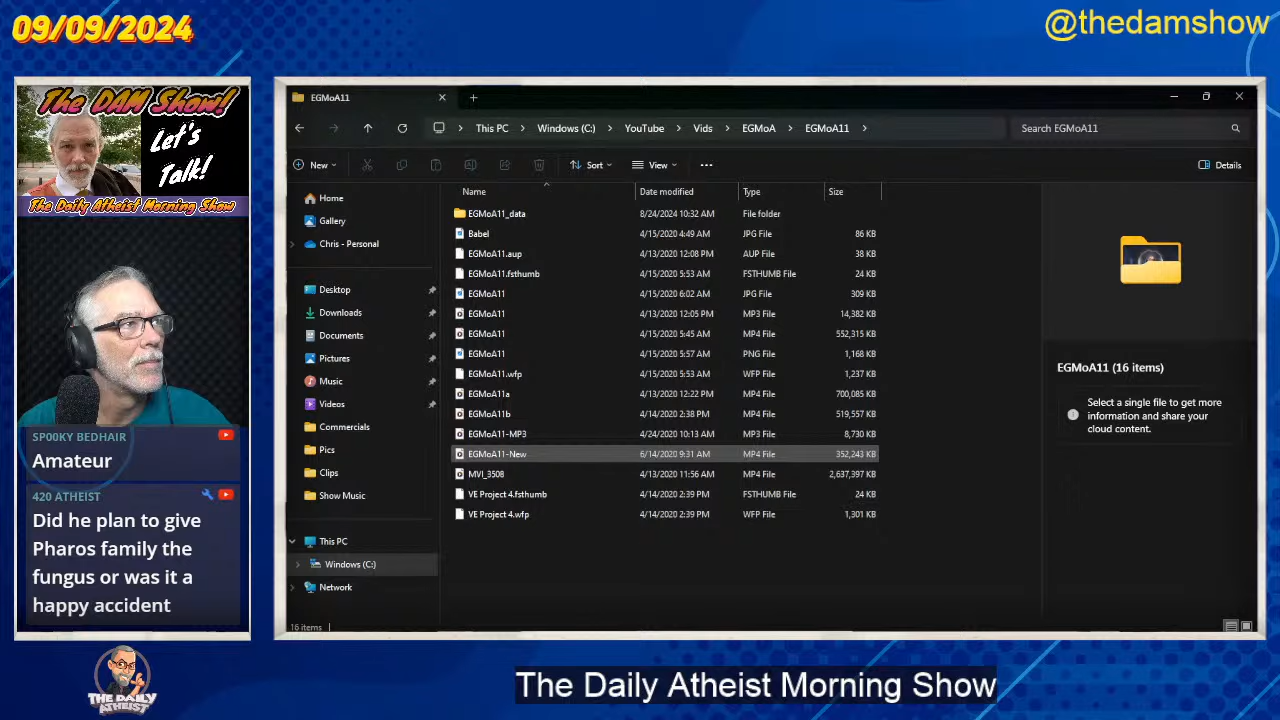 09/09/2024
@thedamshow
The DAM Show!
Let's
Talk!
The Daily Atheist Morning Show
SP00KY BEDHAIR
Amateur
420 ATHEIST
Did he plan to give
Pharos family the
fungus or was it a
happy accident
THE DAILY
ATHEIST
EGMoA11
This PC
Windows (C:)
YouTube
Vids
EGMoA
EGMoA11
Search EGMoA11
New
Sort
View
Details
Home
Gallery
Chris - Personal
Desktop
Downloads
Documents
Pictures
Music
Videos
Commercials
Pics
Clips
Show Music
This PC
Windows (C:)
Network
Name Date modified Type Size
EGMoA11_data 8/24/2024 10:32 AM File folder
Babel 4/15/2020 4:49 AM JPG File 86 KB
EGMoA11.aup 4/13/2020 12:08 PM AUP File 38 KB
EGMoA11.fsthumb 4/15/2020 5:53 AM FSTHUMB File 24 KB
EGMoA11 4/15/2020 6:02 AM JPG File 309 KB
EGMoA11 4/13/2020 12:05 PM MP3 File 14,382 KB
EGMoA11 4/15/2020 5:45 AM MP4 File 552,315 KB
EGMoA11 4/15/2020 5:57 AM PNG File 1,168 KB
EGMoA11.wfp 4/15/2020 5:53 AM WFP File 1,237 KB
EGMoA11a 4/13/2020 12:22 PM MP4 File 700,085 KB
EGMoA11b 4/14/2020 2:38 PM MP4 File 519,557 KB
EGMoA11-MP3 4/24/2020 10:13 AM MP3 File 8,730 KB
EGMoA11-New 6/14/2020 9:31 AM MP4 File 352,243 KB
MVI_3508 4/13/2020 11:56 AM MP4 File 2,637,397 KB
VE Project 4.fsthumb 4/14/2020 2:39 PM FSTHUMB File 24 KB
VE Project 4.wfp 4/14/2020 2:39 PM WFP File 1,301 KB
EGMoA11 (16 items)
Select a single file to get more
information and share your
cloud content.
16 items
The Daily Atheist Morning Show